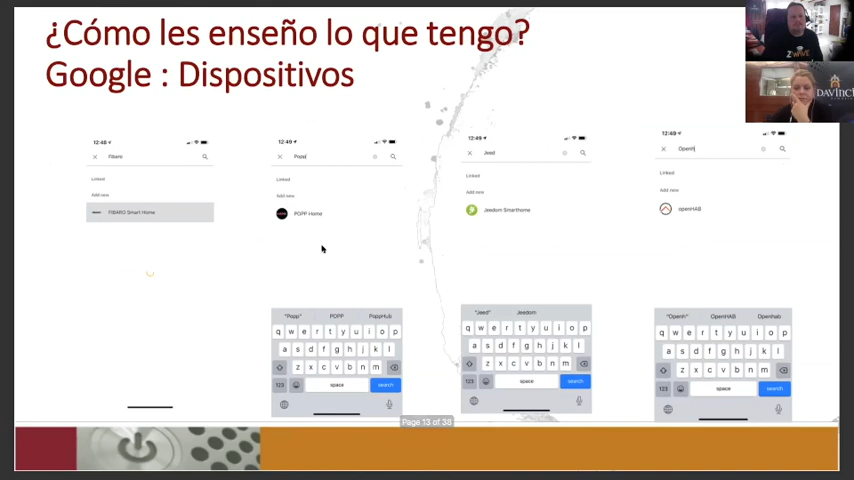 ¿Cómo les enseño lo que tengo?
Google : Dispositivos
ZWAVE
DAVINCI
12:48
Fibaro
Linked
Add new
FIBARO Smart Home
12:49
Popp
Linked
Add new
POPP Home
"Popp" POPP PoppHub
q w e r t y u i o p
a s d f g h j k l
z x c v b n m
123 space search
12:49
Jeed
Linked
Add new
Jeedom Smarthome
"Jeed" Jeedom
q w e r t y u i o p
a s d f g h j k l
z x c v b n m
123 space search
12:49
Openh
Linked
Add new
openHAB
"Openh" OpenHAB Openhab
q w e r t y u i o p
a s d f g h j k l
z x c v b n m
123 space search
Page 13 of 38